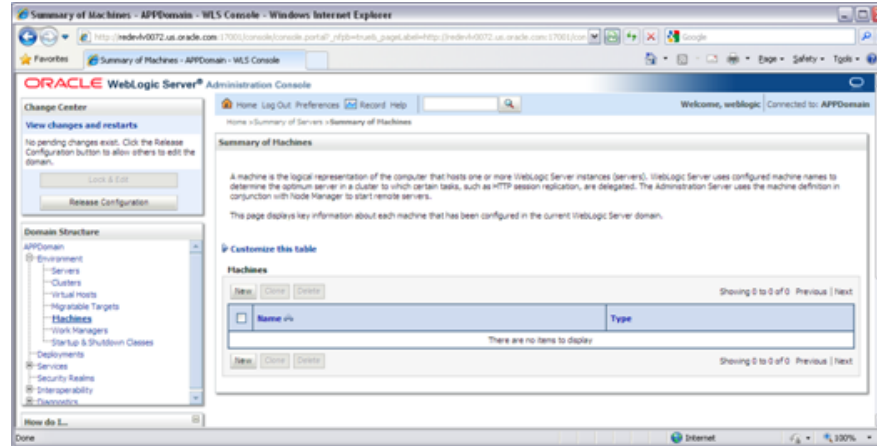 Summary of Machines - APPDomain - WLS Console - Windows Internet Explorer
Google
Favorites Summary of Machines - APPDomain - WLS Console Page Safety Tools
ORACLE WebLogic Server® Administration Console
Change Center
View changes and restarts
No pending changes exist. Click the Release
Configuration button to allow others to edit the
domain.
Lock & Edit
Release Configuration
Domain Structure
APPDomain
Environment
Servers
Clusters
Virtual Hosts
Migratable Targets
Machines
Work Managers
Startup & Shutdown Classes
Deployments
Services
Security Realms
Interoperability
Diagnostics
How do I...
Home Log Out Preferences Record Help
Welcome, weblogic Connected to: APPDomain
Home >Summary of Servers >Summary of Machines
Summary of Machines
A machine is the logical representation of the computer that hosts one or more WebLogic Server instances (servers). WebLogic Server uses configured machine names to
determine the optimum server in a cluster to which certain tasks, such as HTTP session replication, are delegated. The Administration Server uses the machine definition in
conjunction with Node Manager to start remote servers.
This page displays key information about each machine that has been configured in the current WebLogic Server domain.
Customize this table
Machines
New Clone Delete Showing 0 to 0 of 0 Previous | Next
Name Type
There are no items to display
New Clone Delete Showing 0 to 0 of 0 Previous | Next
Done Internet 100%